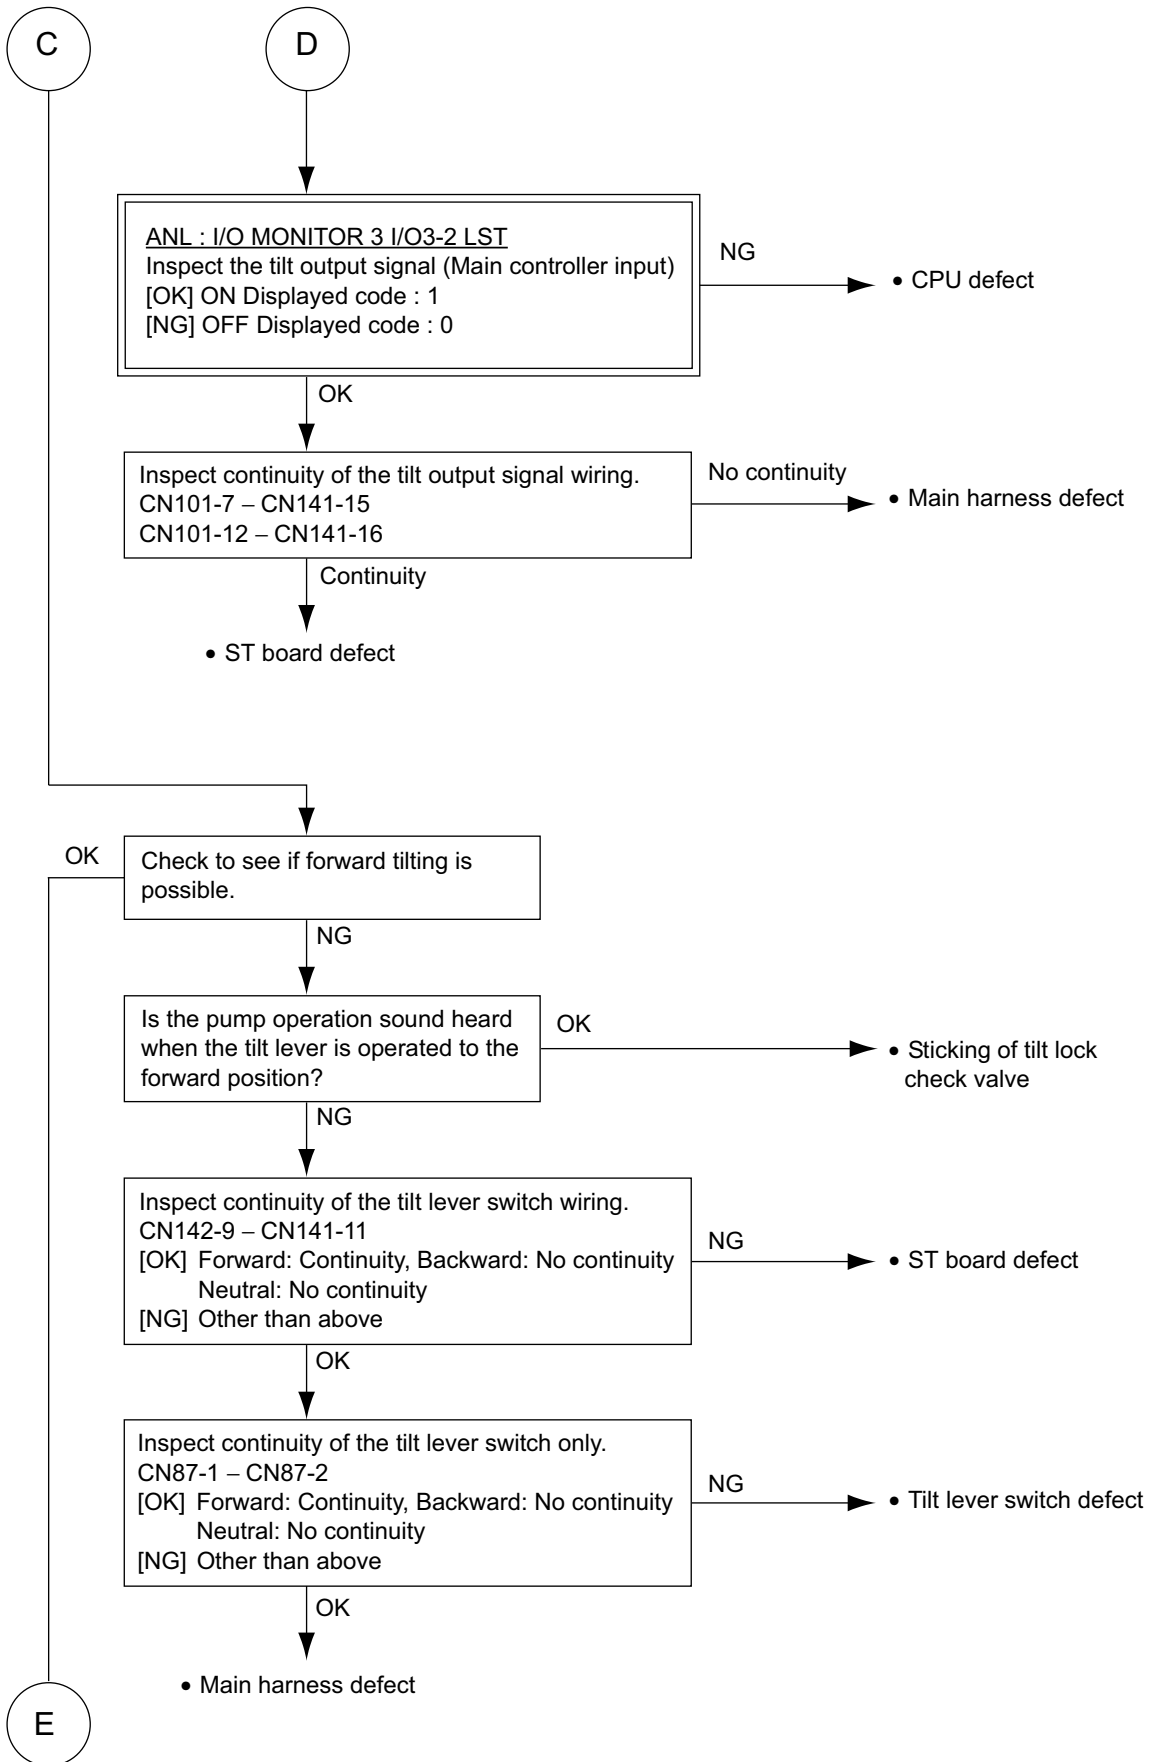 C
D
ANL : I/O MONITOR 3 I/O3-2 LST
Inspect the tilt output signal (Main controller input)
[OK] ON Displayed code : 1
[NG] OFF Displayed code : 0
NG
• CPU defect
OK
Inspect continuity of the tilt output signal wiring.
CN101-7 – CN141-15
CN101-12 – CN141-16
No continuity
• Main harness defect
Continuity
• ST board defect
OK
Check to see if forward tilting is
possible.
NG
Is the pump operation sound heard
when the tilt lever is operated to the
forward position?
OK
• Sticking of tilt lock
check valve
NG
Inspect continuity of the tilt lever switch wiring.
CN142-9 – CN141-11
[OK] Forward: Continuity, Backward: No continuity
Neutral: No continuity
[NG] Other than above
NG
• ST board defect
OK
Inspect continuity of the tilt lever switch only.
CN87-1 – CN87-2
[OK] Forward: Continuity, Backward: No continuity
Neutral: No continuity
[NG] Other than above
NG
• Tilt lever switch defect
OK
• Main harness defect
E